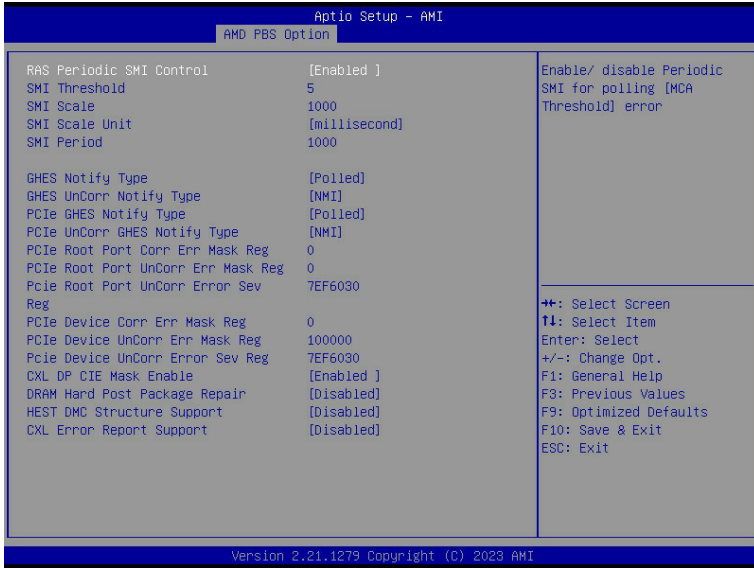 Aptio Setup - AMI
AMD PBS Option
RAS Periodic SMI Control [Enabled ]
SMI Threshold 5
SMI Scale 1000
SMI Scale Unit [millisecond]
SMI Period 1000
GHES Notify Type [Polled]
GHES UnCorr Notify Type [NMI]
PCIe GHES Notify Type [Polled]
PCIe UnCorr GHES Notify Type [NMI]
PCIe Root Port Corr Err Mask Reg 0
PCIe Root Port UnCorr Err Mask Reg 0
Pcie Root Port UnCorr Error Sev 7EF6030
Reg
PCIe Device Corr Err Mask Reg 0
PCIe Device UnCorr Err Mask Reg 100000
Pcie Device UnCorr Error Sev Reg 7EF6030
CXL DP CIE Mask Enable [Enabled ]
DRAM Hard Post Package Repair [Disabled]
HEST DMC Structure Support [Disabled]
CXL Error Report Support [Disabled]
Enable/ disable Periodic
SMI for polling [MCA
Threshold] error
→←: Select Screen
↑↓: Select Item
Enter: Select
+/-: Change Opt.
F1: General Help
F3: Previous Values
F9: Optimized Defaults
F10: Save & Exit
ESC: Exit
Version 2.21.1279 Copyright (C) 2023 AMI